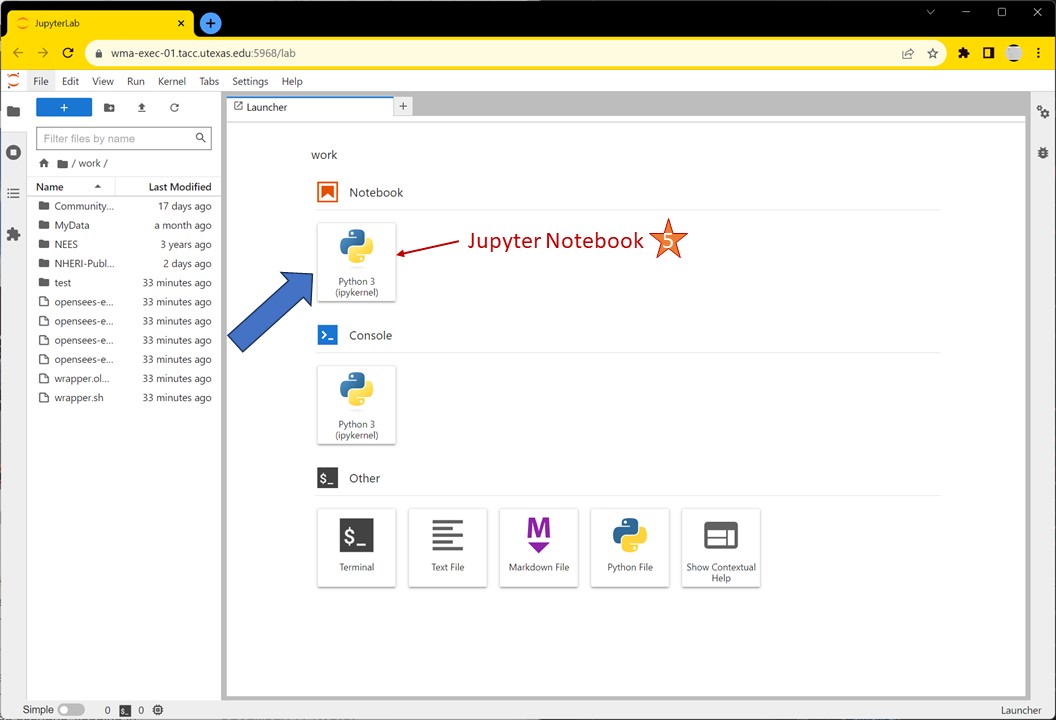 JupyterLab
wma-exec-01.tacc.utexas.edu:5968/lab
File Edit View Run Kernel Tabs Settings Help
+
Filter files by name
/ work /
Name Last Modified
Community... 17 days ago
MyData a month ago
NEES 3 years ago
NHERI-Publ... 2 days ago
test 33 minutes ago
opensees-e... 33 minutes ago
opensees-e... 33 minutes ago
opensees-e... 33 minutes ago
opensees-e... 33 minutes ago
wrapper.ol... 33 minutes ago
wrapper.sh 33 minutes ago
Launcher +
work
Notebook
Python 3
(ipykernel)
Jupyter Notebook 5
>_ Console
Python 3
(ipykernel)
$_ Other
$_
Terminal
Text File
M
Markdown File
Python File
Show Contextual
Help
Simple 0 $_ 0
Launcher